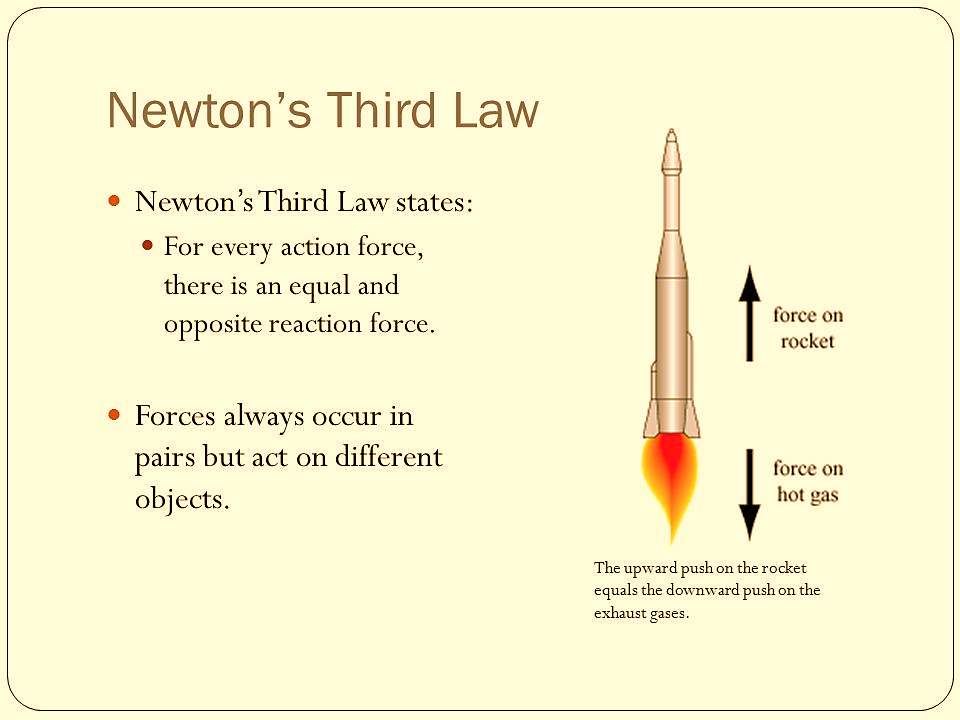 Newton's Third Law
Newton's Third Law states:
For every action force,
there is an equal and
opposite reaction force.
Forces always occur in
pairs but act on different
objects.
force on
rocket
force on
hot gas
The upward push on the rocket
equals the downward push on the
exhaust gases.